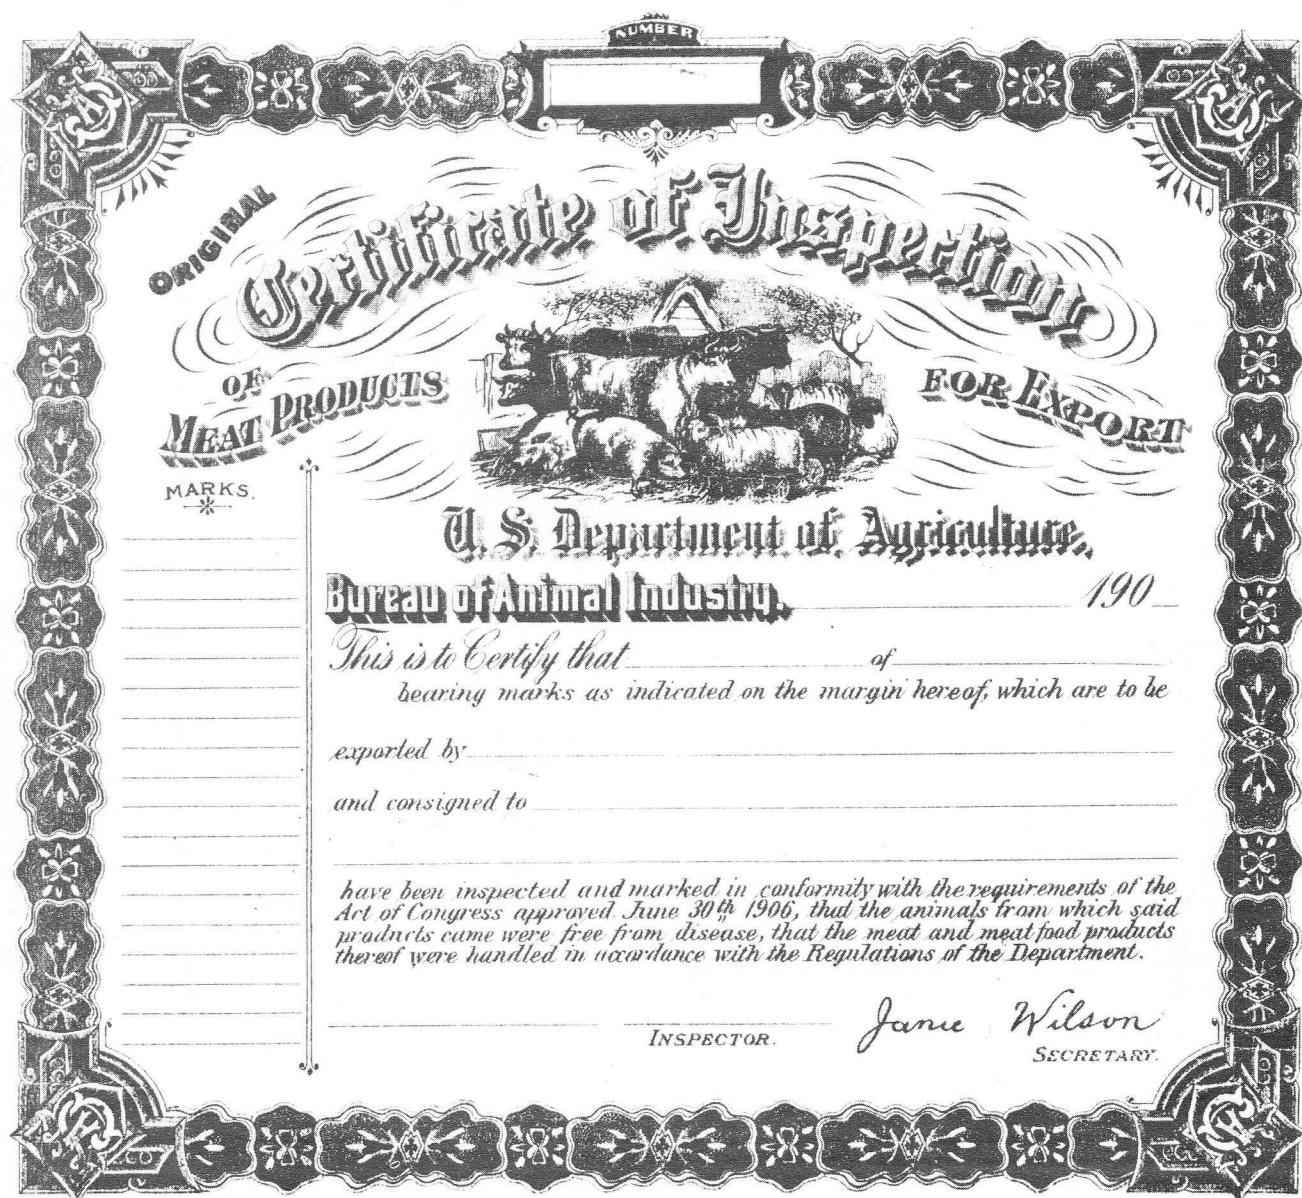 NUMBER
ORIGINAL
Certificate of Inspection
OF
MEAT PRODUCTS
FOR EXPORT
MARKS.
U. S. Department of Agriculture,
Bureau of Animal Industry. 190
This is to Certify that of
bearing marks as indicated on the margin hereof, which are to be
exported by
and consigned to
have been inspected and marked in conformity with the requirements of the
Act of Congress approved June 30th 1906, that the animals from which said
products came were free from disease, that the meat and meat food products
thereof were handled in accordance with the Regulations of the Department.
Jame Wilson
INSPECTOR.
SECRETARY.